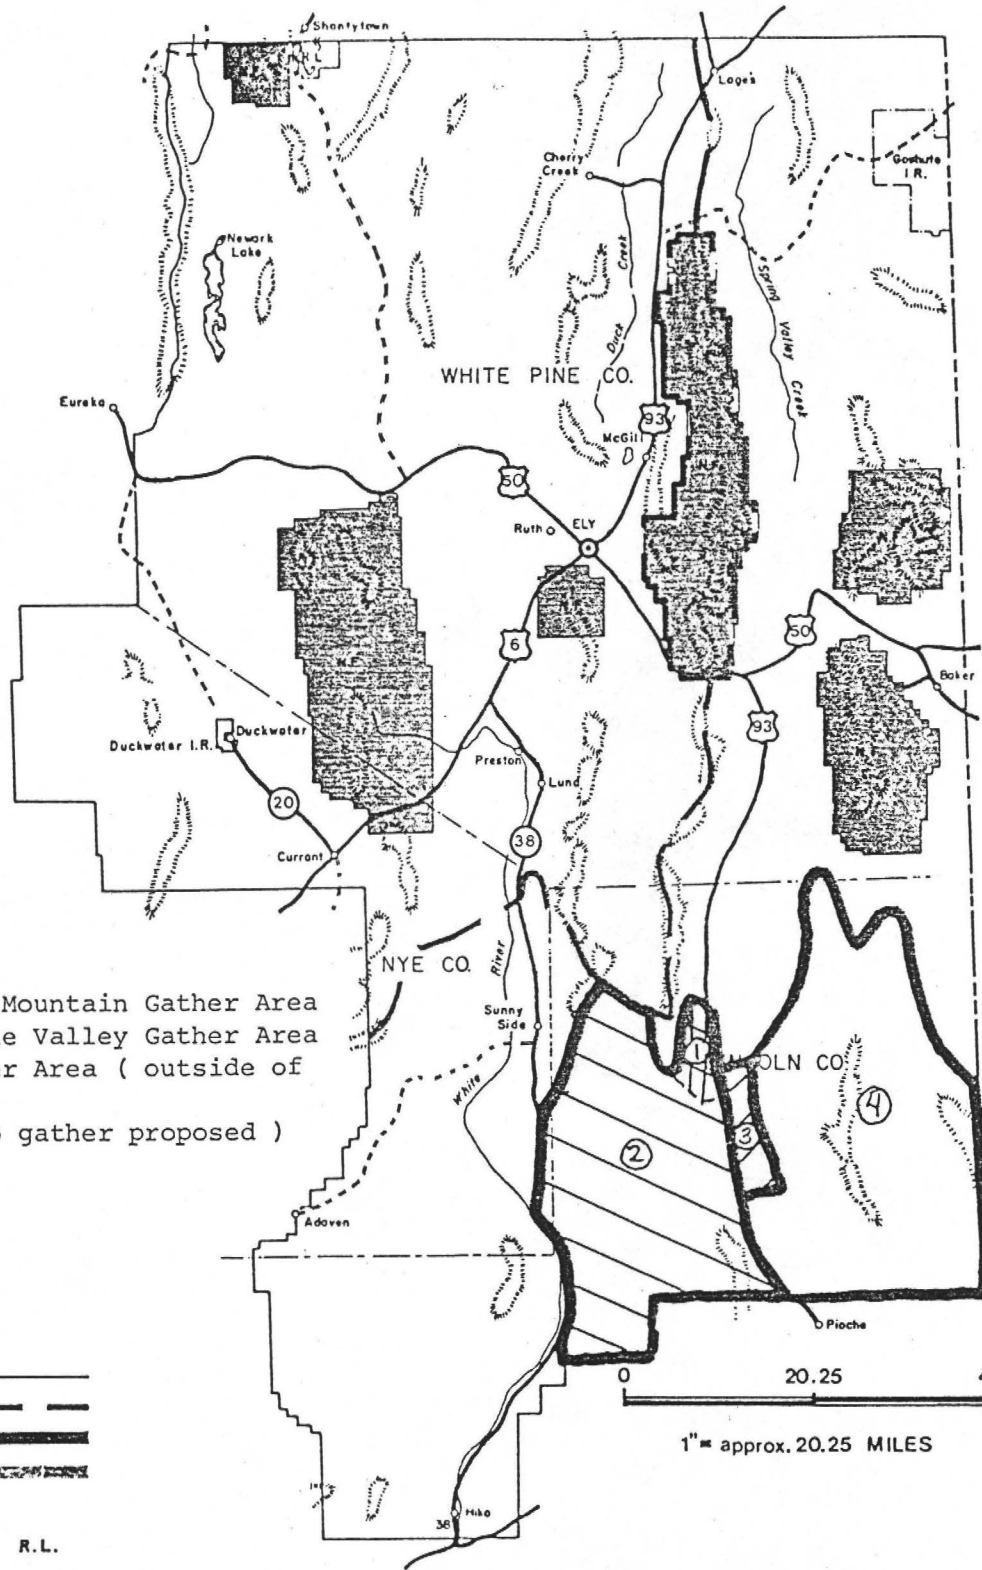 Shantytown
R.L.
N.F.
Lages
Cherry
Creek
Goshute
I.R.
Newark
Lake
Duck Creek
Spring Valley Creek
WHITE PINE CO.
Eureka
93
McGill
N.F.
50
Ruth
ELY
N.F.
6
50
N.F.
Baker
Duckwater
Duckwater I.R.
93
N.F.
Preston
Lund
20
38
Currant
NYE CO.
River
Mountain Gather Area
e Valley Gather Area
er Area ( outside of
gather proposed )
Sunny
Side
White
1
OLN CO.
4
3
2
Adaven
Pioche
0 20.25 4
1"= approx. 20.25 MILES
Hiko
38
R.L.